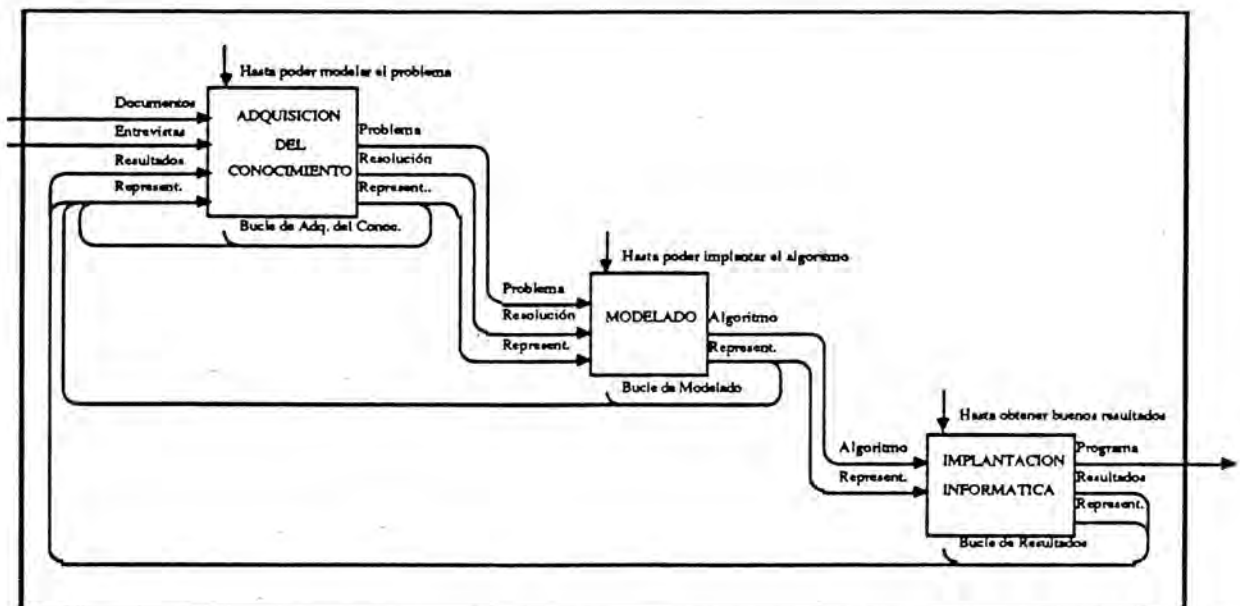 Hasta poder modelar el problema
Documentos
Entrevistas
Resultados
Represent.
ADQUISICION
DEL
CONOCIMIENTO
Problema
Resolución
Represent..
Bucle de Adq. del Conoc.
Hasta poder implantar el algoritmo
Problema
Resolución
Represent.
MODELADO
Algoritmo
Represent.
Bucle de Modelado
Hasta obtener buenos resultados
Algoritmo
Represent.
IMPLANTACION
INFORMATICA
Programa
Resultados
Represent.
Bucle de Resultados